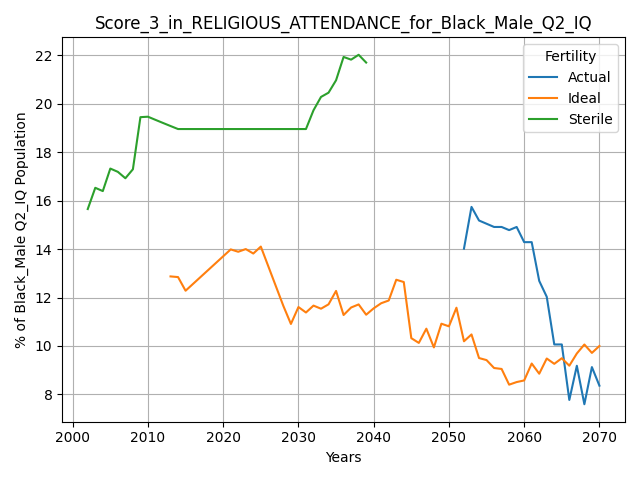 Score_3_in_RELIGIOUS_ATTENDANCE_for_Black_Male_Q2_IQ
% of Black_Male Q2_IQ Population
22
20
18
16
14
12
10
8
Fertility
Actual
Ideal
Sterile
2000 2010 2020 2030 2040 2050 2060 2070
Years